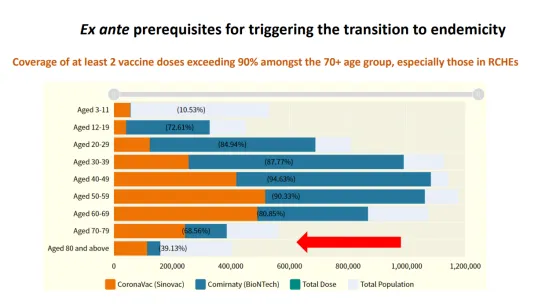 Ex ante prerequisites for triggering the transition to endemicity
Coverage of at least 2 vaccine doses exceeding 90% amongst the 70+ age group, especially those in RCHEs
Aged 3-11 (10.53%)
Aged 12-19 (72.61%)
Aged 20-29 (84.94%)
Aged 30-39 (87.77%)
Aged 40-49 (94.63%)
Aged 50-59 (90.33%)
Aged 60-69 (80.85%)
Aged 70-79 (68.56%)
Aged 80 and above (39.13%)
0 200,000 400,000 600,000 800,000 1,000,000 1,200,000
CoronaVac (Sinovac) Comirnaty (BioNTech) Total Dose Total Population